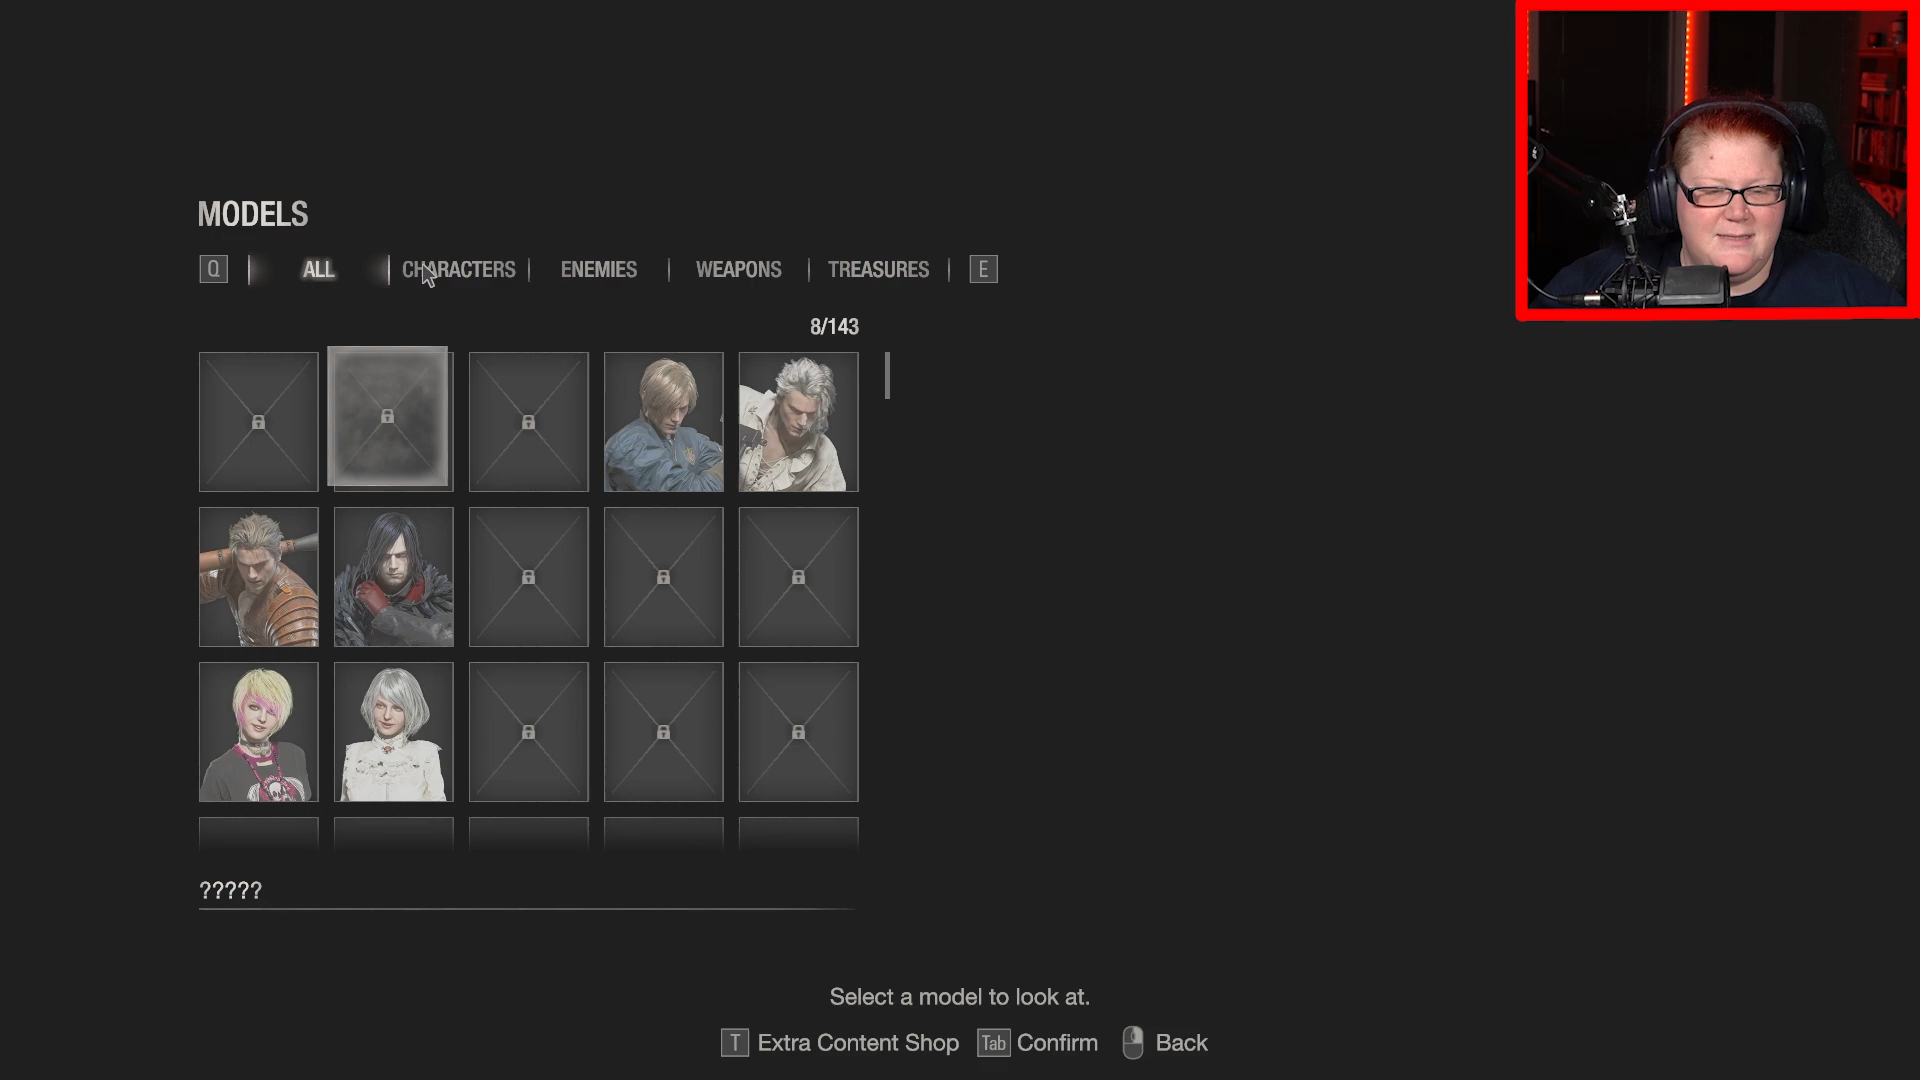 MODELS
Q ALL CHARACTERS ENEMIES WEAPONS TREASURES E
8/143
?????
Select a model to look at.
T Extra Content Shop Tab Confirm Back